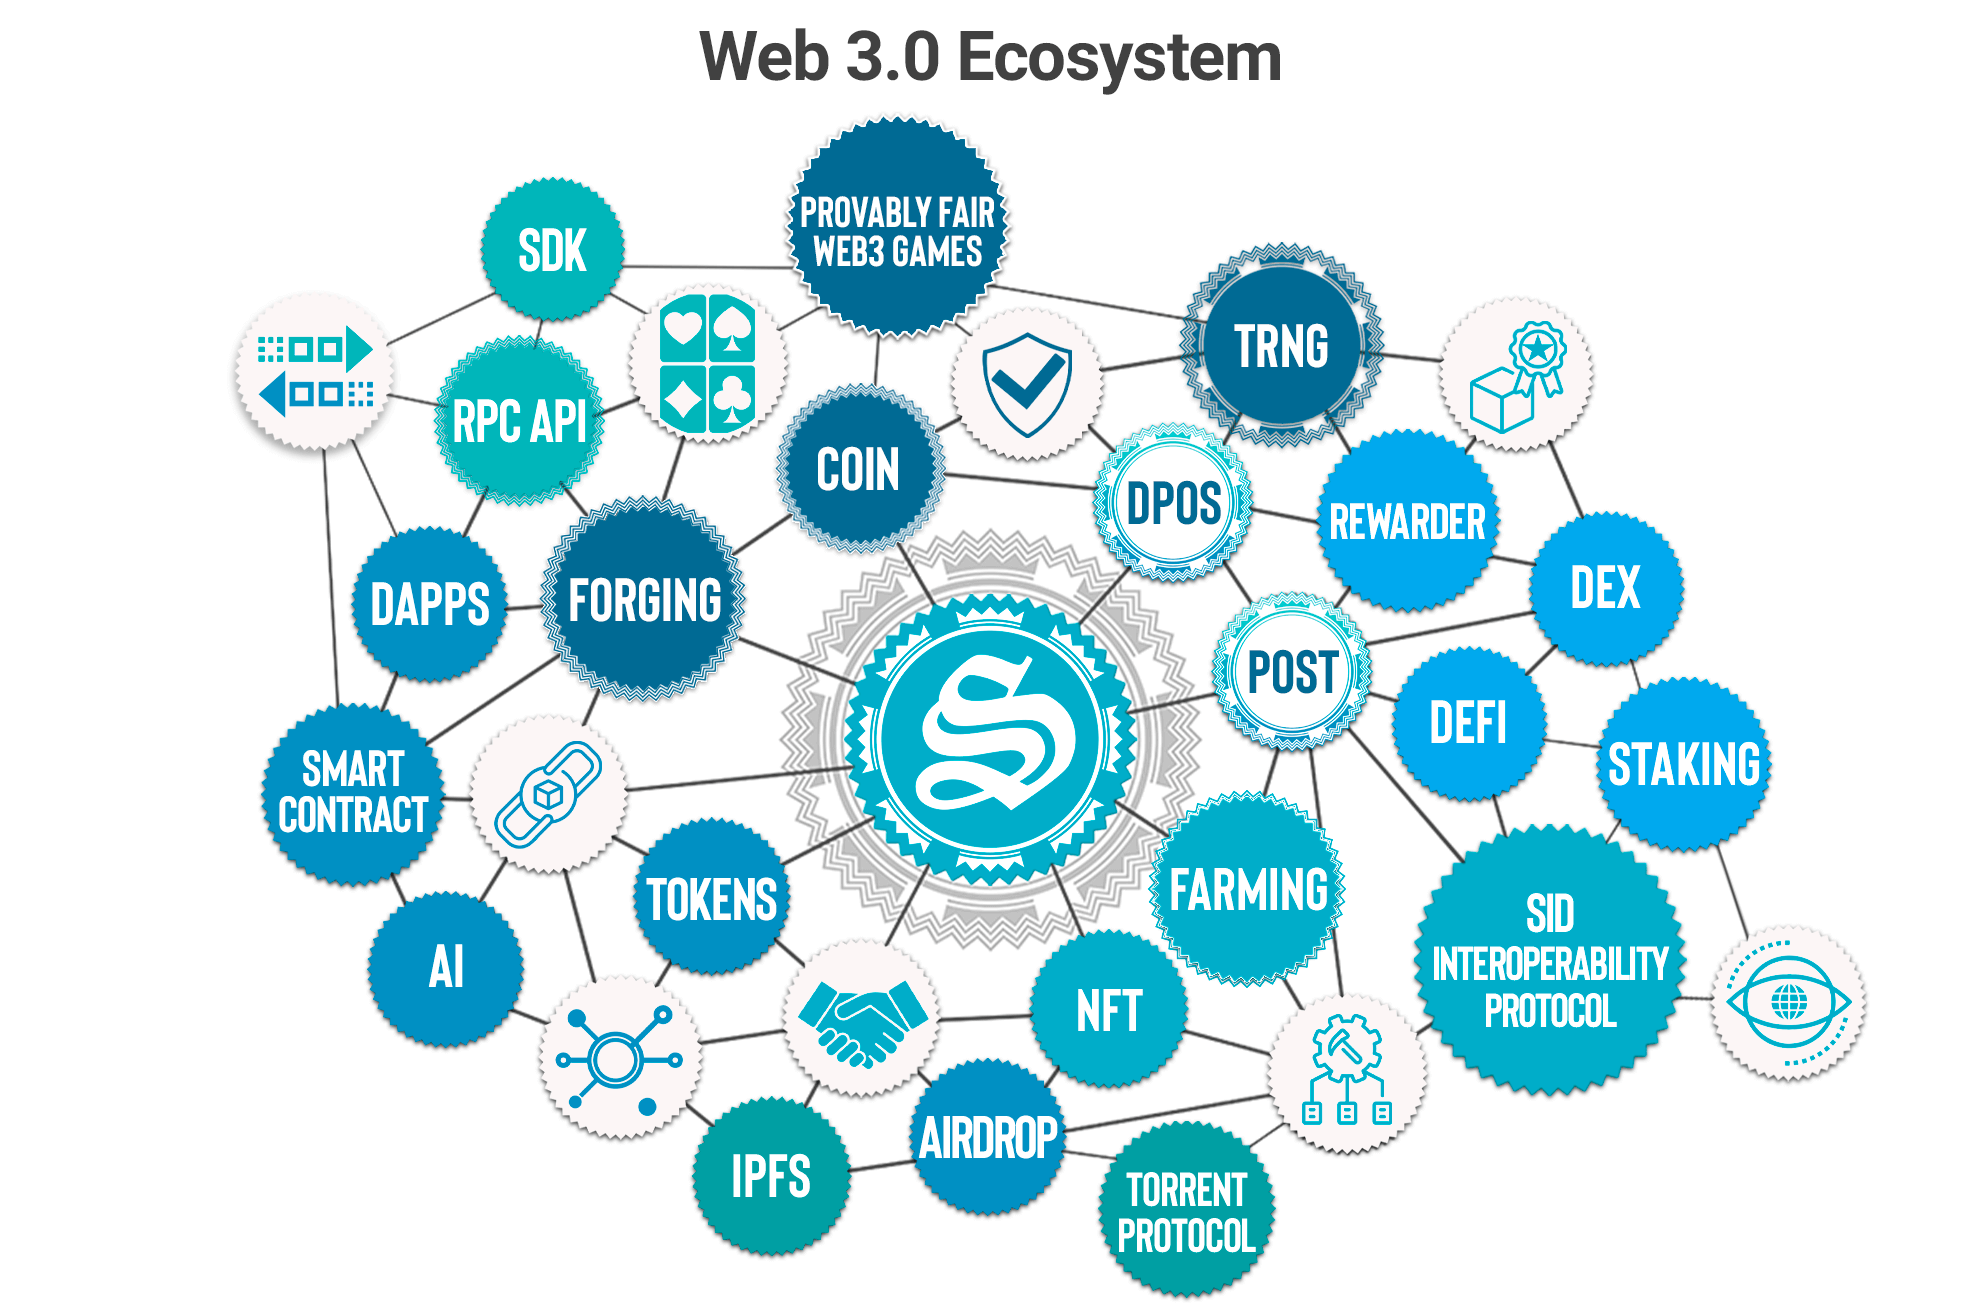 Web 3.0 Ecosystem
PROVABLY FAIR
WEB3 GAMES
SDK
TRNG
RPC API
COIN
DPOS
REWARDER
DAPPS
FORGING
DEX
POST
S
DEFI
STAKING
SMART
CONTRACT
TOKENS
FARMING
AI
SID
INTEROPERABILITY
PROTOCOL
NFT
AIRDROP
IPFS
TORRENT
PROTOCOL